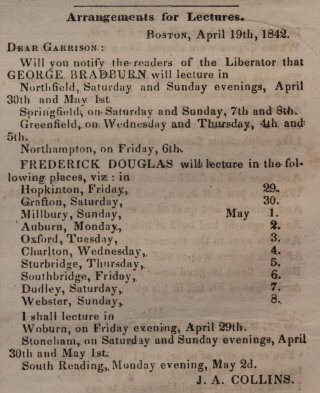 Arrangements for Lectures.
BOSTON, April 19th, 1842.
DEAR GARRISON:
Will you notify the readers of the Liberator that
GEORGE BRADBURN will lecture in
Northfield, Saturday and Sunday evenings, April
30th and May 1st
Springfield, on Saturday and Sunday, 7th and 8th.
Greenfield, on Wednesday and Thursday, 4th and
5th.
Northampton, on Friday, 6th.
FREDERICK DOUGLAS will lecture in the fol-
lowing places, viz: in
Hopkinton, Friday, 29.
Grafton, Saturday, 30.
Millbury, Sunday, May 1.
Auburn, Monday, 2.
Oxford, Tuesday, 3.
Charlton, Wednesday, 4.
Sturbridge, Thursday, 5.
Southbridge, Friday, 6.
Dudley, Saturday, 7.
Webster, Sunday, 8.
I shall lecture in
Woburn, on Friday evening, April 29th.
Stoneham, on Saturday and Sunday evenings, April
30th and May 1st.
South Reading, Monday evening, May 2d.
J. A. COLLINS.